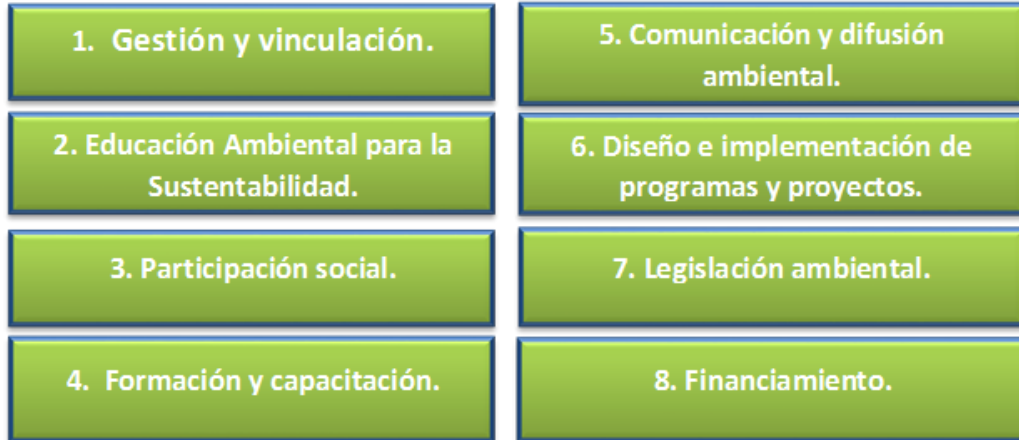 1. Gestión y vinculación.
2. Educación Ambiental para la
Sustentabilidad.
3. Participación social.
4. Formación y capacitación.
5. Comunicación y difusión
ambiental.
6. Diseño e implementación de
programas y proyectos.
7. Legislación ambiental.
8. Financiamiento.